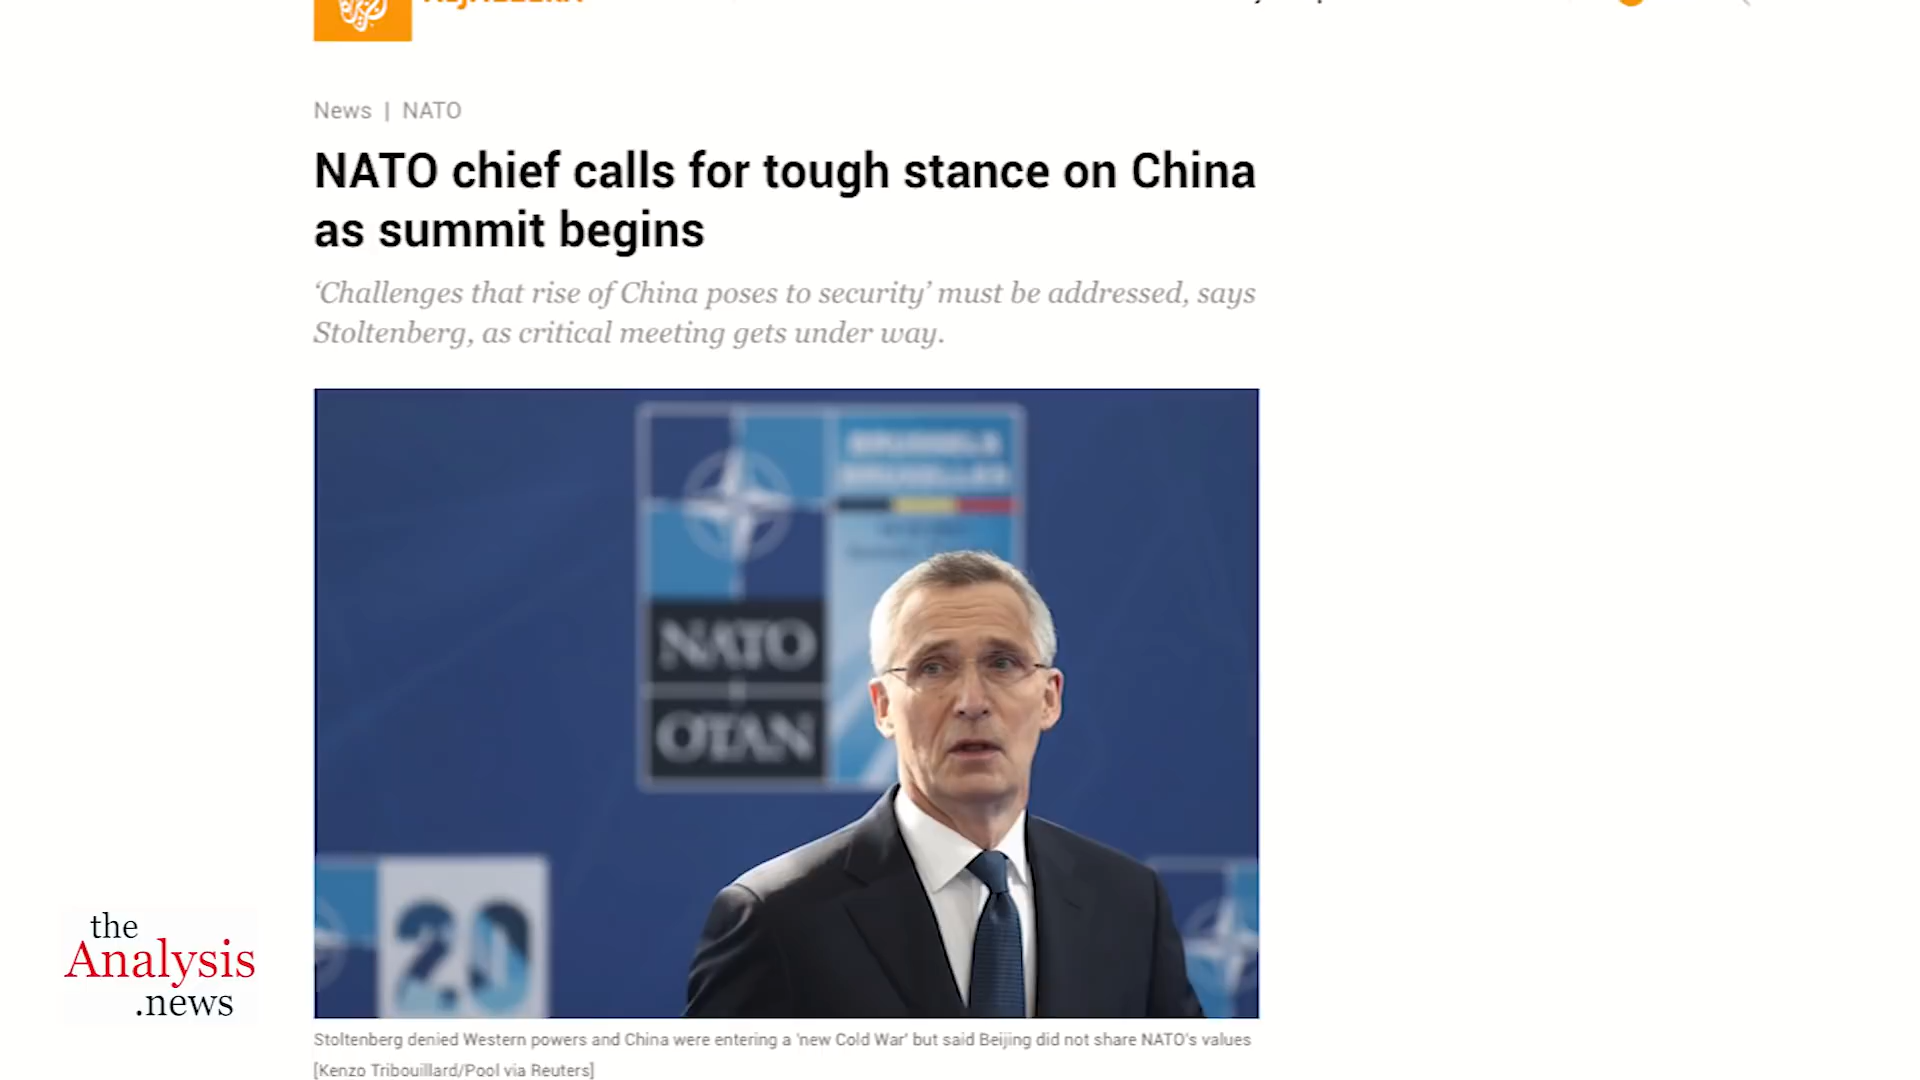 News | NATO
NATO chief calls for tough stance on China
as summit begins
‘Challenges that rise of China poses to security’ must be addressed, says
Stoltenberg, as critical meeting gets under way.
BRUSSELS
BRUXELLES
NATO
OTAN
20
the
Analysis
.news
Stoltenberg denied Western powers and China were entering a 'new Cold War' but said Beijing did not share NATO's values
[Kenzo Tribouillard/Pool via Reuters]